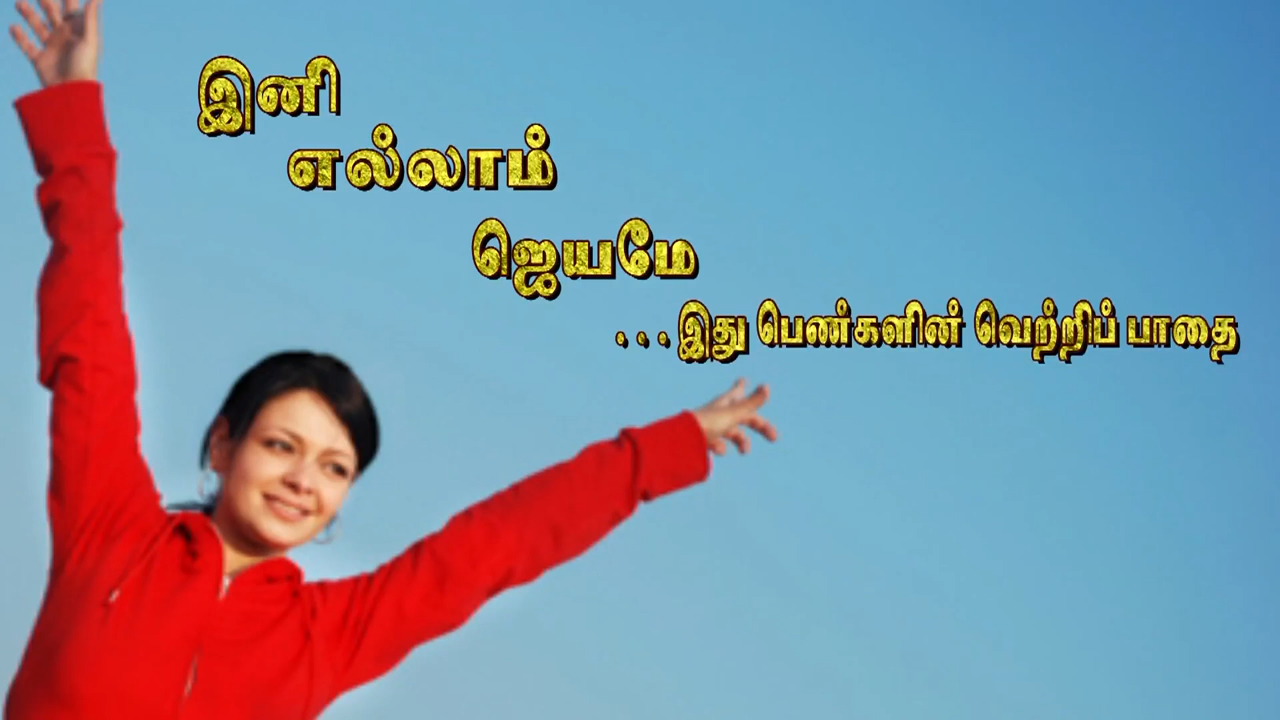 இனி
எல்லாம்
ஜெயமே
...இது பெண்களின் வெற்றிப் பாதை